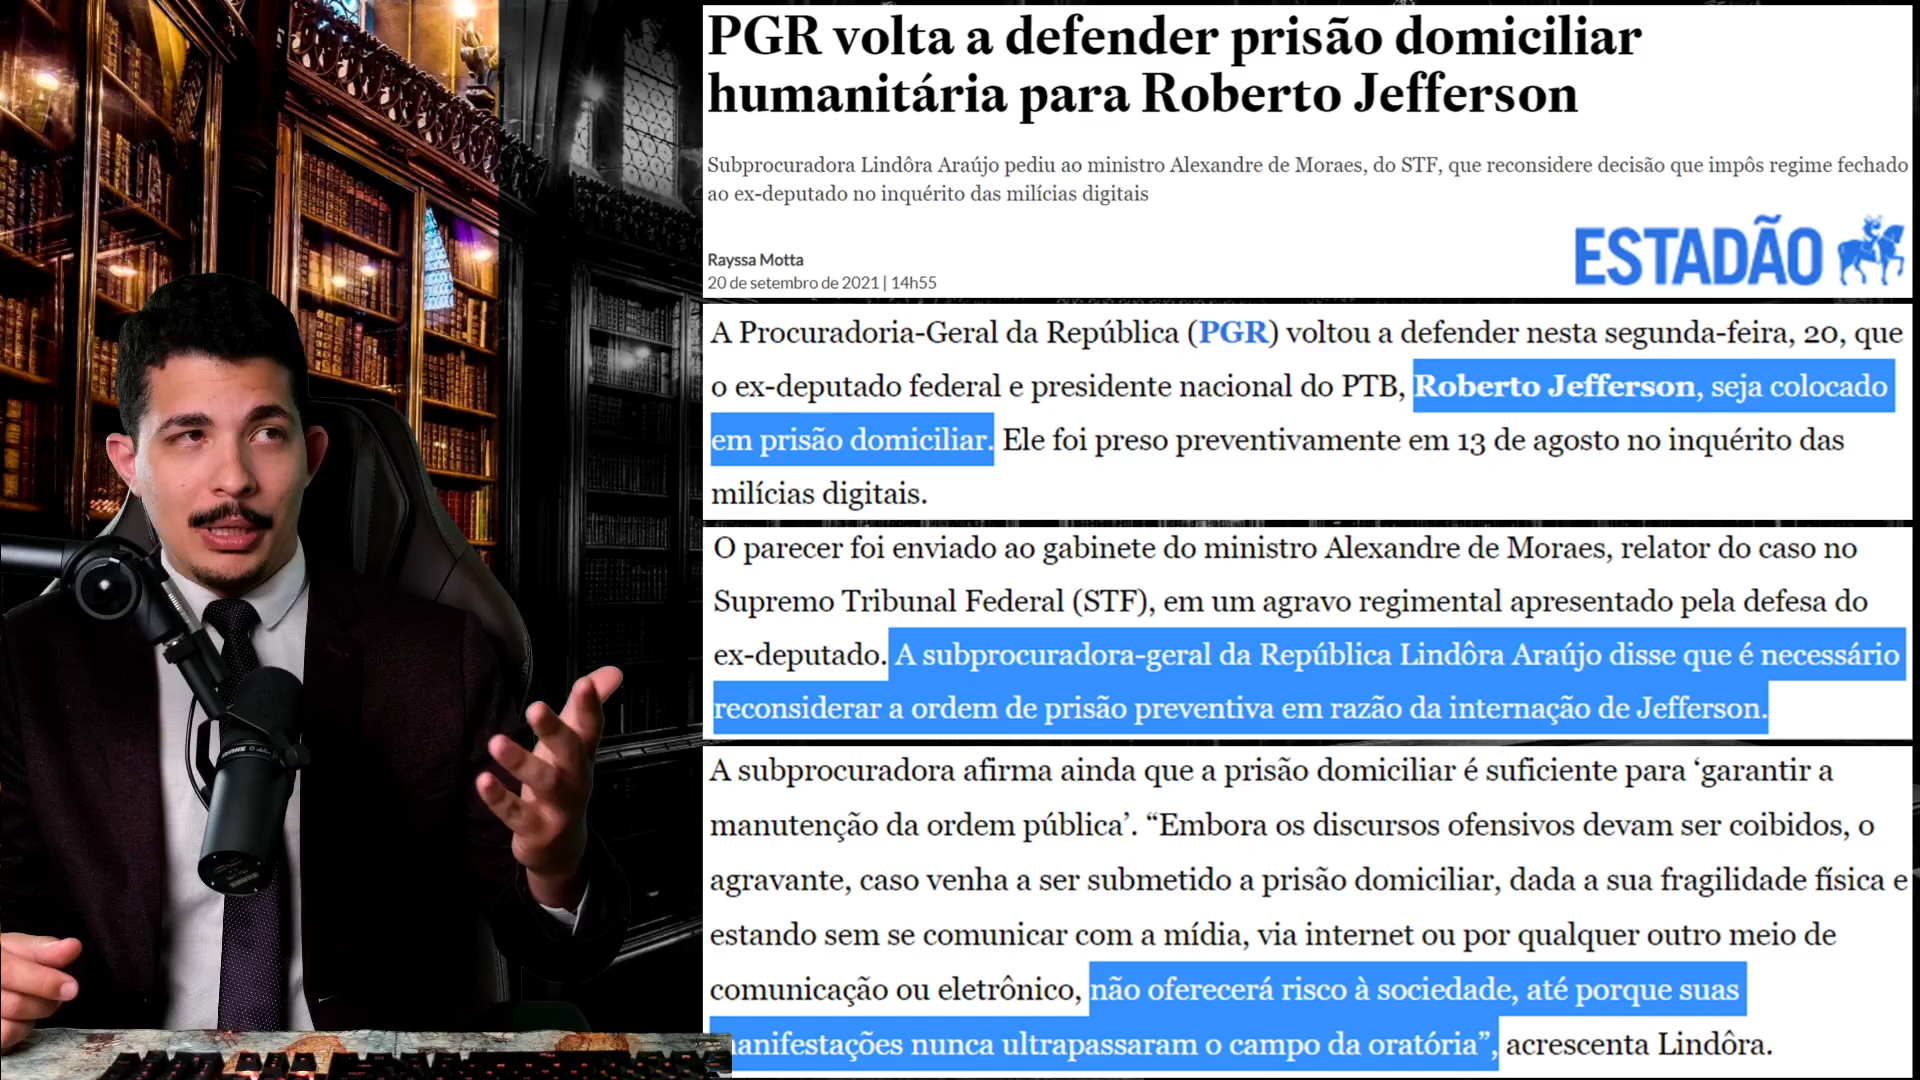 PGR volta a defender prisão domiciliar
humanitária para Roberto Jefferson
Subprocuradora Lindôra Araújo pediu ao ministro Alexandre de Moraes, do STF, que reconsidere decisão que impôs regime fechado
ao ex-deputado no inquérito das milícias digitais
Rayssa Motta
20 de setembro de 2021 | 14h55
ESTADÃO
A Procuradoria-Geral da República (PGR) voltou a defender nesta segunda-feira, 20, que
o ex-deputado federal e presidente nacional do PTB, Roberto Jefferson, seja colocado
em prisão domiciliar. Ele foi preso preventivamente em 13 de agosto no inquérito das
milícias digitais.
O parecer foi enviado ao gabinete do ministro Alexandre de Moraes, relator do caso no
Supremo Tribunal Federal (STF), em um agravo regimental apresentado pela defesa do
ex-deputado. A subprocuradora-geral da República Lindôra Araújo disse que é necessário
reconsiderar a ordem de prisão preventiva em razão da internação de Jefferson.
A subprocuradora afirma ainda que a prisão domiciliar é suficiente para ‘garantir a
manutenção da ordem pública’. “Embora os discursos ofensivos devam ser coibidos, o
agravante, caso venha a ser submetido a prisão domiciliar, dada a sua fragilidade física e
estando sem se comunicar com a mídia, via internet ou por qualquer outro meio de
comunicação ou eletrônico, não oferecerá risco à sociedade, até porque suas
anifestações nunca ultrapassaram o campo da oratória”, acrescenta Lindôra.